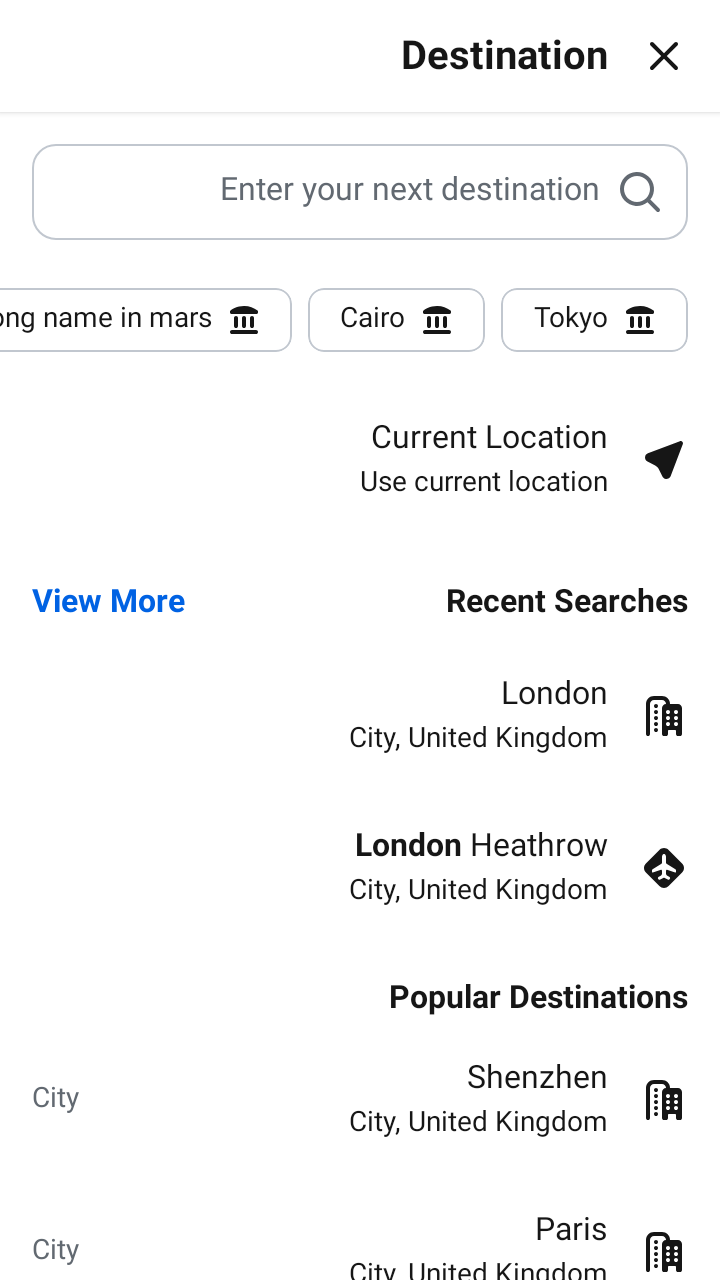 Destination
Enter your next destination
Tokyo
Cairo
name in mars
Current Location
Use current location
Recent Searches
View More
London
City, United Kingdom
London Heathrow
City, United Kingdom
Popular Destinations
Shenzhen
City, United Kingdom
City
Paris
City, United Kingdom
City